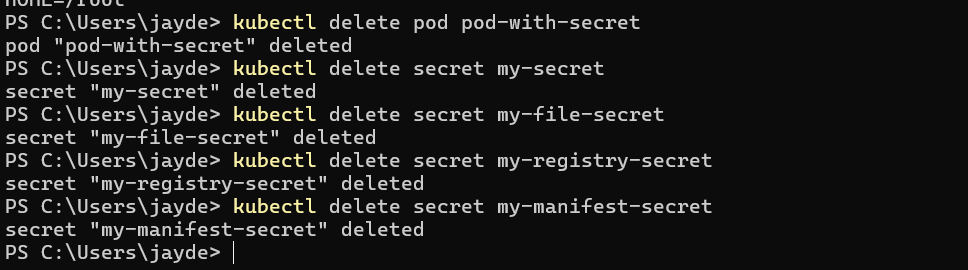 HOME=/root
PS C:\Users\jayde> kubectl delete pod pod-with-secret
pod "pod-with-secret" deleted
PS C:\Users\jayde> kubectl delete secret my-secret
secret "my-secret" deleted
PS C:\Users\jayde> kubectl delete secret my-file-secret
secret "my-file-secret" deleted
PS C:\Users\jayde> kubectl delete secret my-registry-secret
secret "my-registry-secret" deleted
PS C:\Users\jayde> kubectl delete secret my-manifest-secret
secret "my-manifest-secret" deleted
PS C:\Users\jayde>